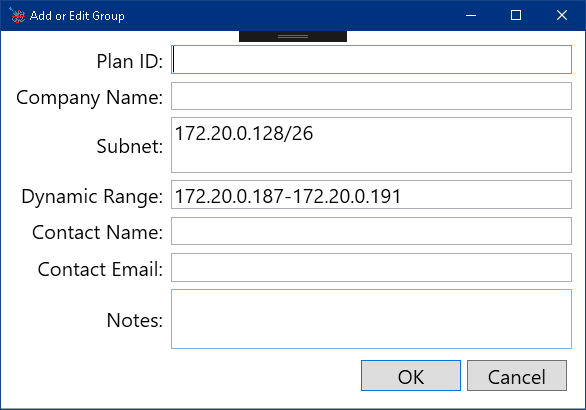 Add or Edit Group
Plan ID:
Company Name:
Subnet: 172.20.0.128/26
Dynamic Range: 172.20.0.187-172.20.0.191
Contact Name:
Contact Email:
Notes:
OK Cancel